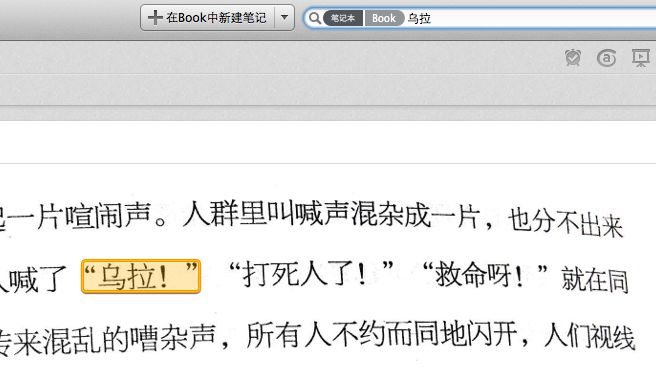 在Book中新建笔记
笔记本 Book 乌拉
一片喧闹声。人群里叫喊声混杂成一片，也分不出来
人喊了“乌拉！”“打死人了！”“救命呀！”就在同
传来混乱的嘈杂声，所有人不约而同地闪开，人们视线